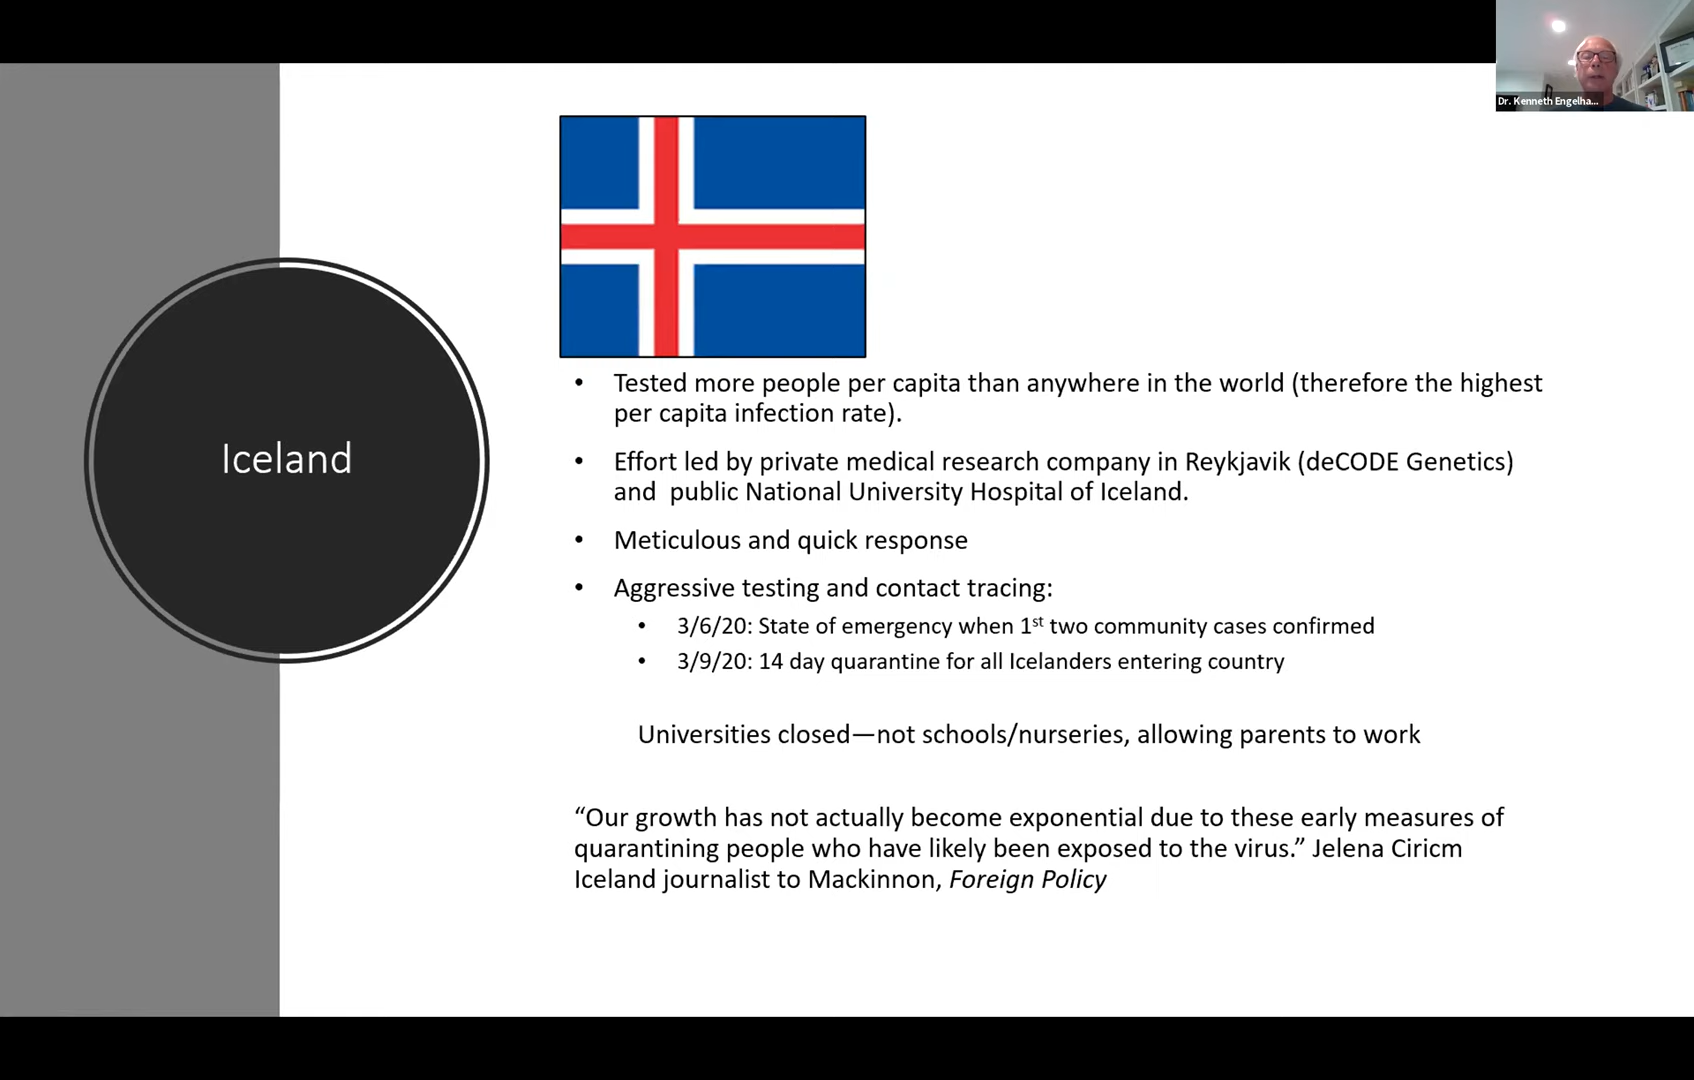 Dr. Kenneth Engelha...
Iceland
• Tested more people per capita than anywhere in the world (therefore the highest
per capita infection rate).
• Effort led by private medical research company in Reykjavik (deCODE Genetics)
and  public National University Hospital of Iceland.
• Meticulous and quick response
• Aggressive testing and contact tracing:
• 3/6/20: State of emergency when 1st two community cases confirmed
• 3/9/20: 14 day quarantine for all Icelanders entering country
Universities closed—not schools/nurseries, allowing parents to work
“Our growth has not actually become exponential due to these early measures of
quarantining people who have likely been exposed to the virus.” Jelena Ciricm
Iceland journalist to Mackinnon, Foreign Policy